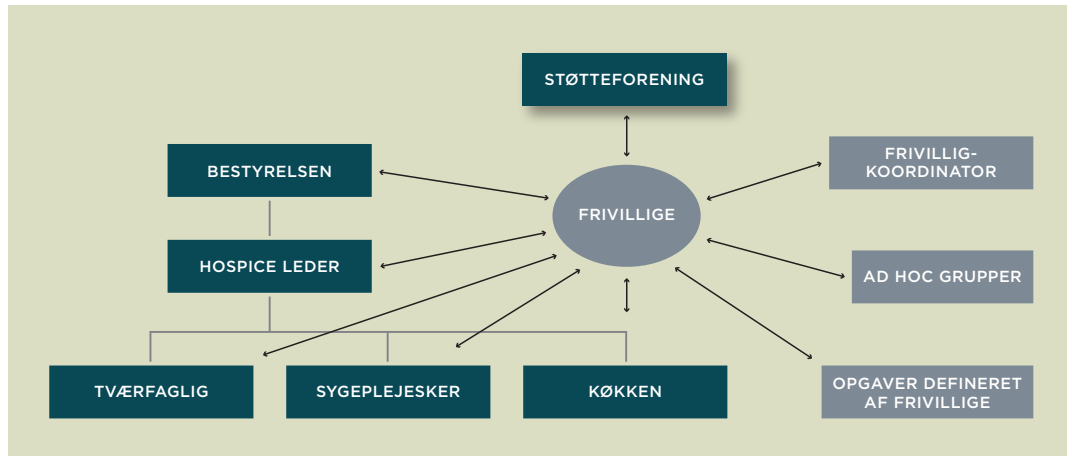 STØTTEFORENING
BESTYRELSEN
FRIVILLIG-
KOORDINATOR
FRIVILLIGE
HOSPICE LEDER
AD HOC GRUPPER
TVÆRFAGLIG
SYGEPLEJESKER
KØKKEN
OPGAVER DEFINERET
AF FRIVILLIGE